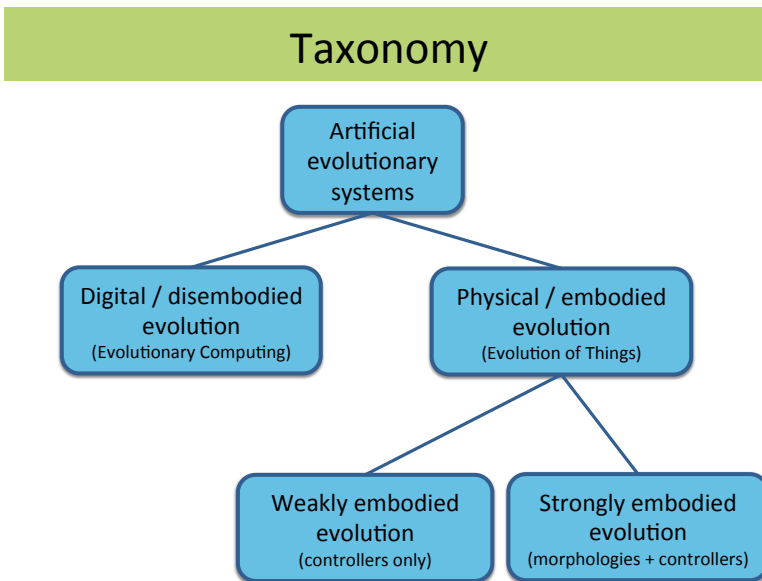 Taxonomy
Artificial
evolutionary
systems
Digital / disembodied
evolution
(Evolutionary Computing)
Physical / embodied
evolution
(Evolution of Things)
Weakly embodied
evolution
(controllers only)
Strongly embodied
evolution
(morphologies + controllers)